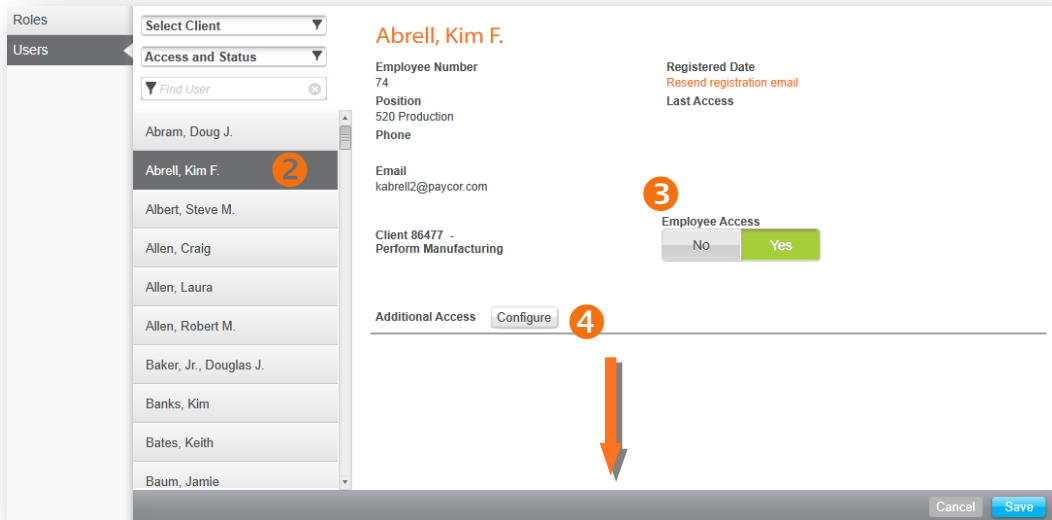 Roles
Users
Select Client
Access and Status
Find User
Abram, Doug J.
Abrell, Kim F.
2
Albert, Steve M.
Allen, Craig
Allen, Laura
Allen, Robert M.
Baker, Jr., Douglas J.
Banks, Kim
Bates, Keith
Baum, Jamie
Abrell, Kim F.
Employee Number
74
Position
520 Production
Phone
Email
kabrell2@paycor.com
Client 86477 -
Perform Manufacturing
Registered Date
Resend registration email
Last Access
3
Employee Access
No
Yes
Additional Access
Configure
4
Cancel
Save